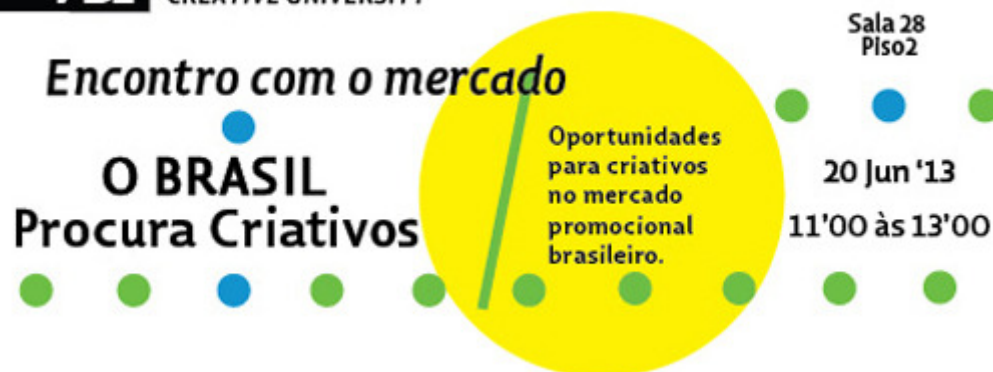 CREATIVE UNIVERSITY
Sala 28
Piso2
Encontro com o mercado
O BRASIL
Procura Criativos
Oportunidades
para criativos
no mercado
promocional
brasileiro.
20 Jun ‘13
11’00 às 13’00